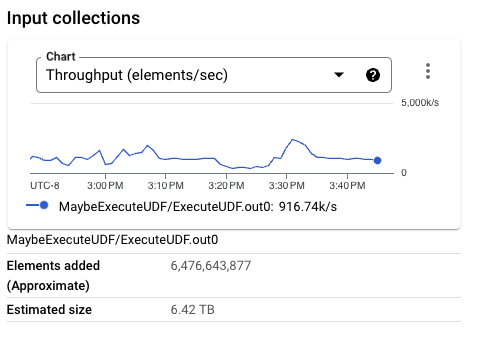 Input collections
Chart
Throughput (elements/sec)
5,000k/s
0
UTC-8 3:00 PM 3:10 PM 3:20 PM 3:30 PM 3:40 PM
MaybeExecuteUDF/ExecuteUDF.out0: 916.74k/s
MaybeExecuteUDF/ExecuteUDF.out0
Elements added 6,476,643,877
(Approximate)
Estimated size 6.42 TB